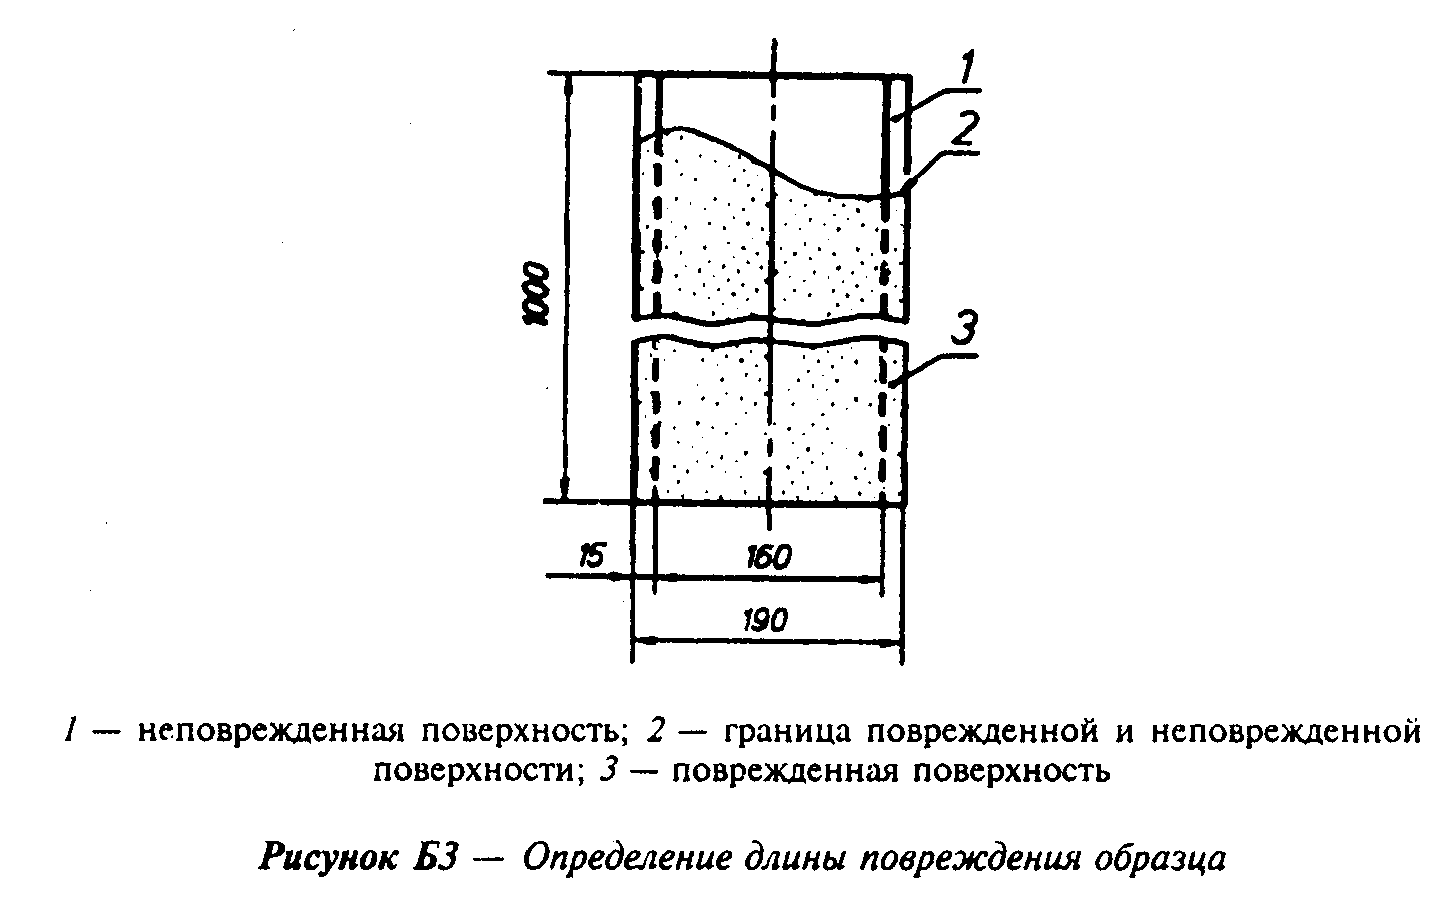 1
2
1000
3
15
160
190
1 — неповрежденная поверхность; 2 — граница поврежденной и неповрежденной
поверхности; 3 — поврежденная поверхность
Рисунок Б3 — Определение длины повреждения образца